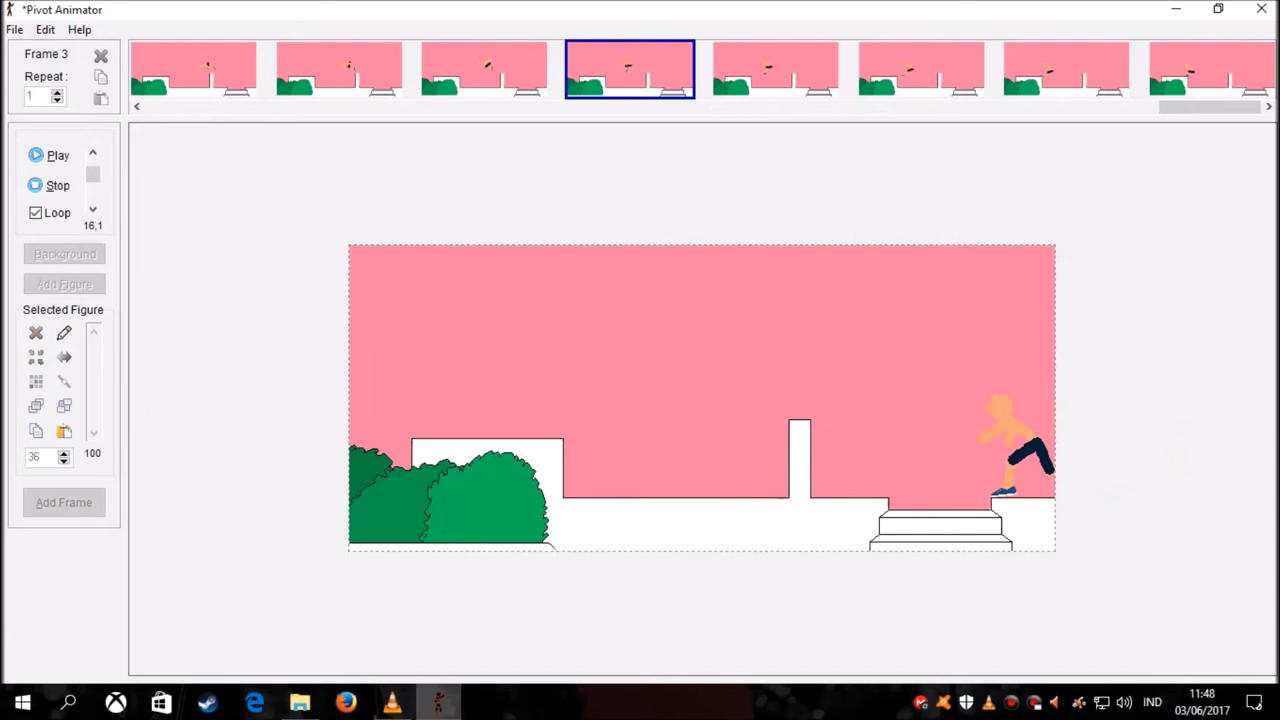 *Pivot Animator
File Edit Help
Frame 3
Repeat :
1
Play
Stop
Loop
16,1
Background
Add Figure
Selected Figure
36
100
Add Frame
IND
11:48
03/06/2017